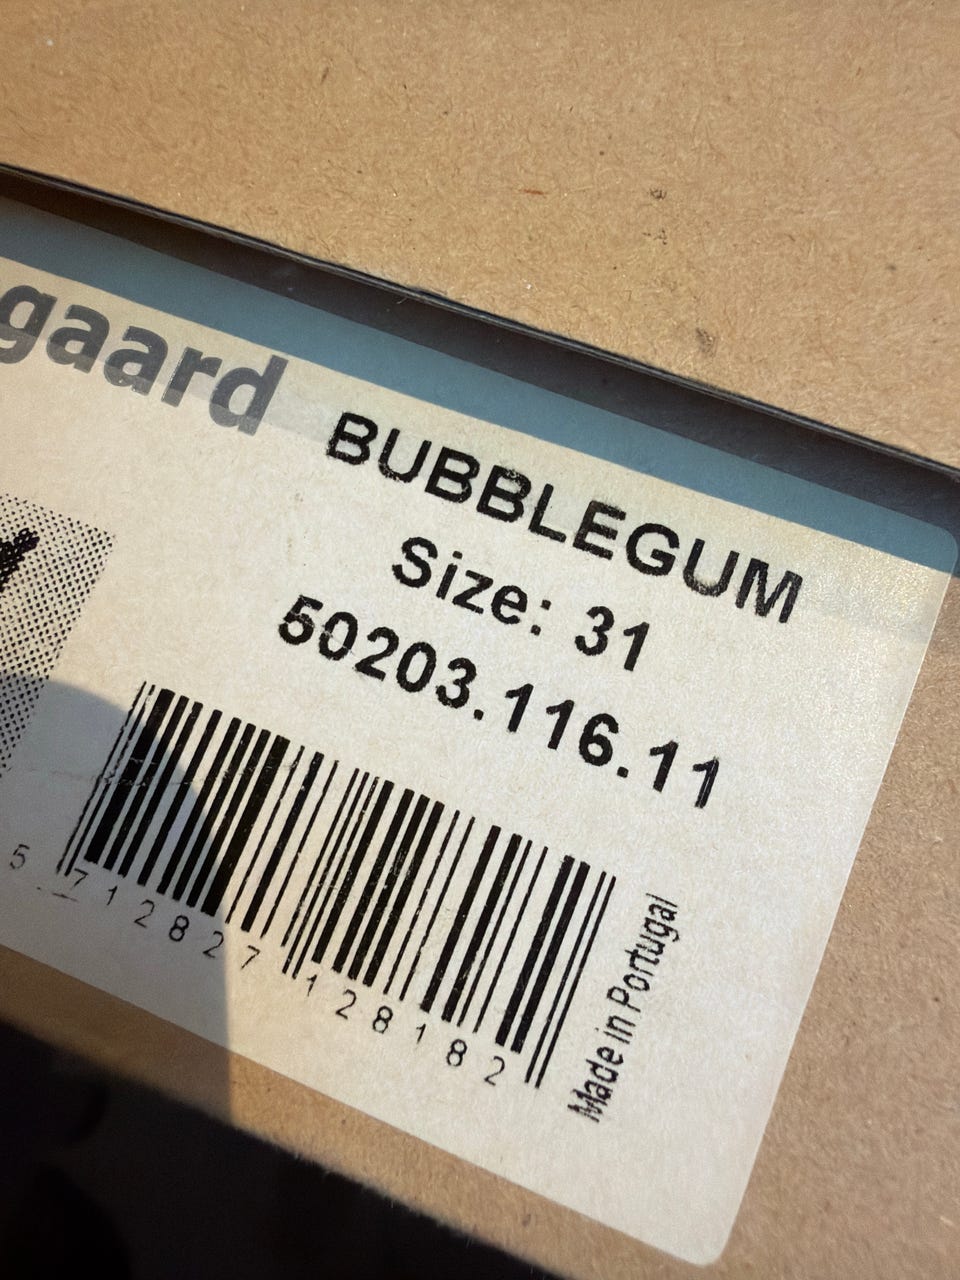 gaard
BUBBLEGUM
Size: 31
50203.116.11
5 712827 128182
Made in Portugal